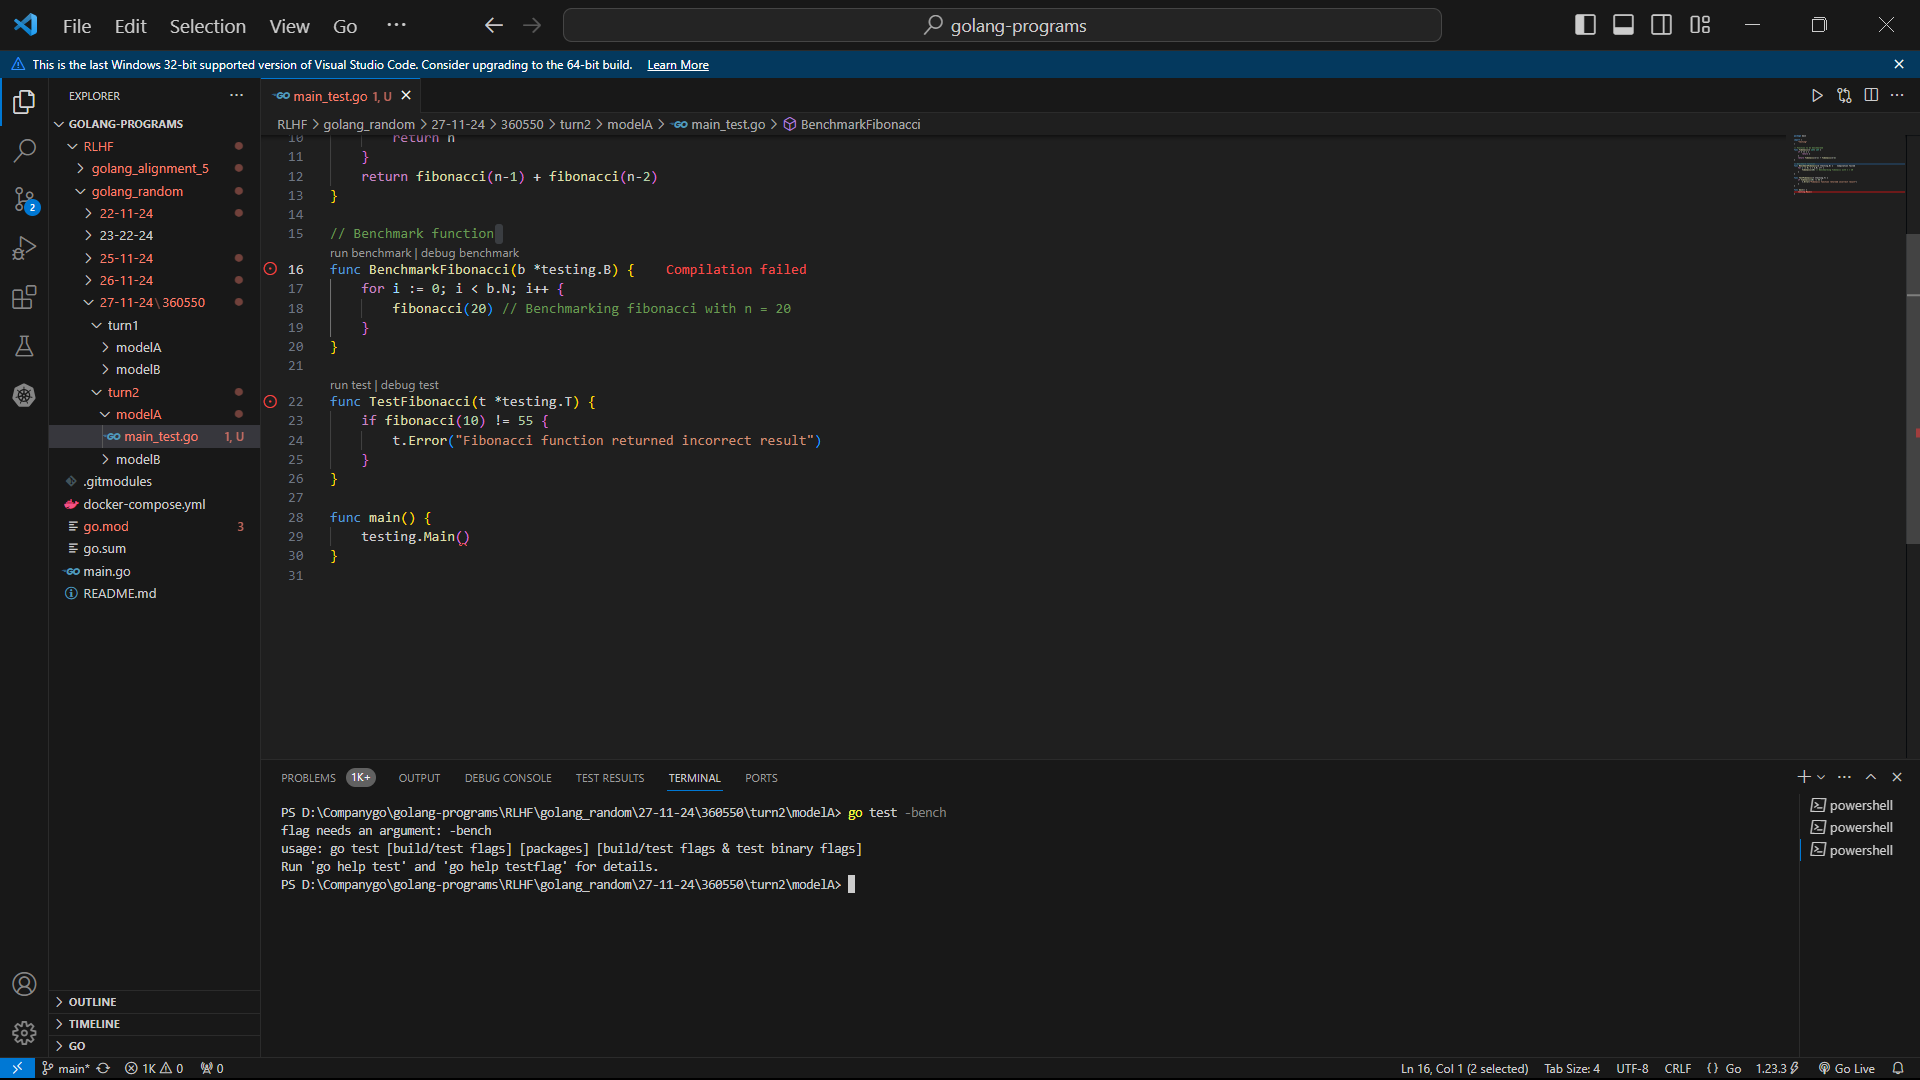 File Edit Selection View Go ···
golang-programs
This is the last Windows 32-bit supported version of Visual Studio Code. Consider upgrading to the 64-bit build. Learn More
EXPLORER
GOLANG-PROGRAMS
RLHF
golang_alignment_5
golang_random
22-11-24
23-22-24
25-11-24
26-11-24
27-11-24\360550
turn1
modelA
modelB
turn2
modelA
GO main_test.go 1, U
modelB
.gitmodules
docker-compose.yml
go.mod 3
go.sum
GO main.go
README.md
OUTLINE
TIMELINE
GO
2
GO main_test.go 1, U
RLHF > golang_random > 27-11-24 > 360550 > turn2 > modelA > GO main_test.go > BenchmarkFibonacci
10 return n
11 }
12 return fibonacci(n-1) + fibonacci(n-2)
13 }
14
15 // Benchmark function
run benchmark | debug benchmark
16 func BenchmarkFibonacci(b *testing.B) { Compilation failed
17 for i := 0; i < b.N; i++ {
18 fibonacci(20) // Benchmarking fibonacci with n = 20
19 }
20 }
21
run test | debug test
22 func TestFibonacci(t *testing.T) {
23 if fibonacci(10) != 55 {
24 t.Error("Fibonacci function returned incorrect result")
25 }
26 }
27
28 func main() {
29 testing.Main()
30 }
31
PROBLEMS 1K+ OUTPUT DEBUG CONSOLE TEST RESULTS TERMINAL PORTS
PS D:\Companygo\golang-programs\RLHF\golang_random\27-11-24\360550\turn2\modelA> go test -bench
flag needs an argument: -bench
usage: go test [build/test flags] [packages] [build/test flags & test binary flags]
Run 'go help test' and 'go help testflag' for details.
PS D:\Companygo\golang-programs\RLHF\golang_random\27-11-24\360550\turn2\modelA>
powershell
powershell
powershell
main* 1K 0 0
Ln 16, Col 1 (2 selected) Tab Size: 4 UTF-8 CRLF {} Go 1.23.3 Go Live